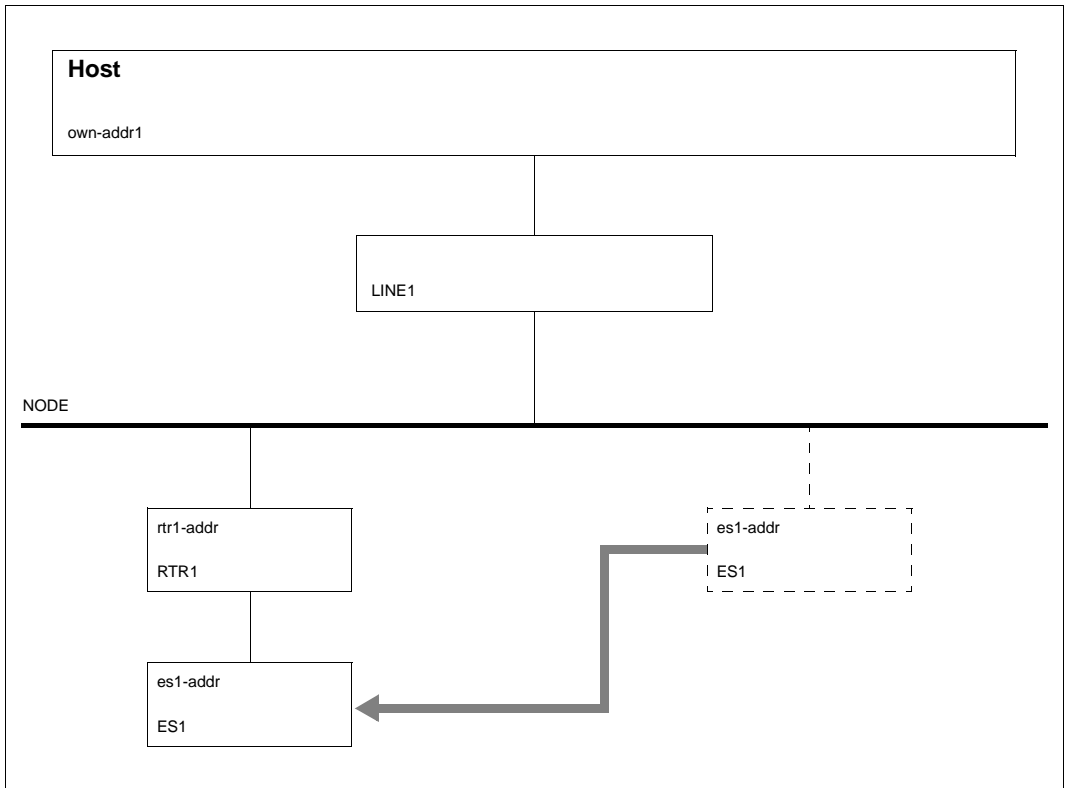 Host
own-addr1
LINE1
NODE
rtr1-addr
RTR1
es1-addr
ES1
es1-addr
ES1